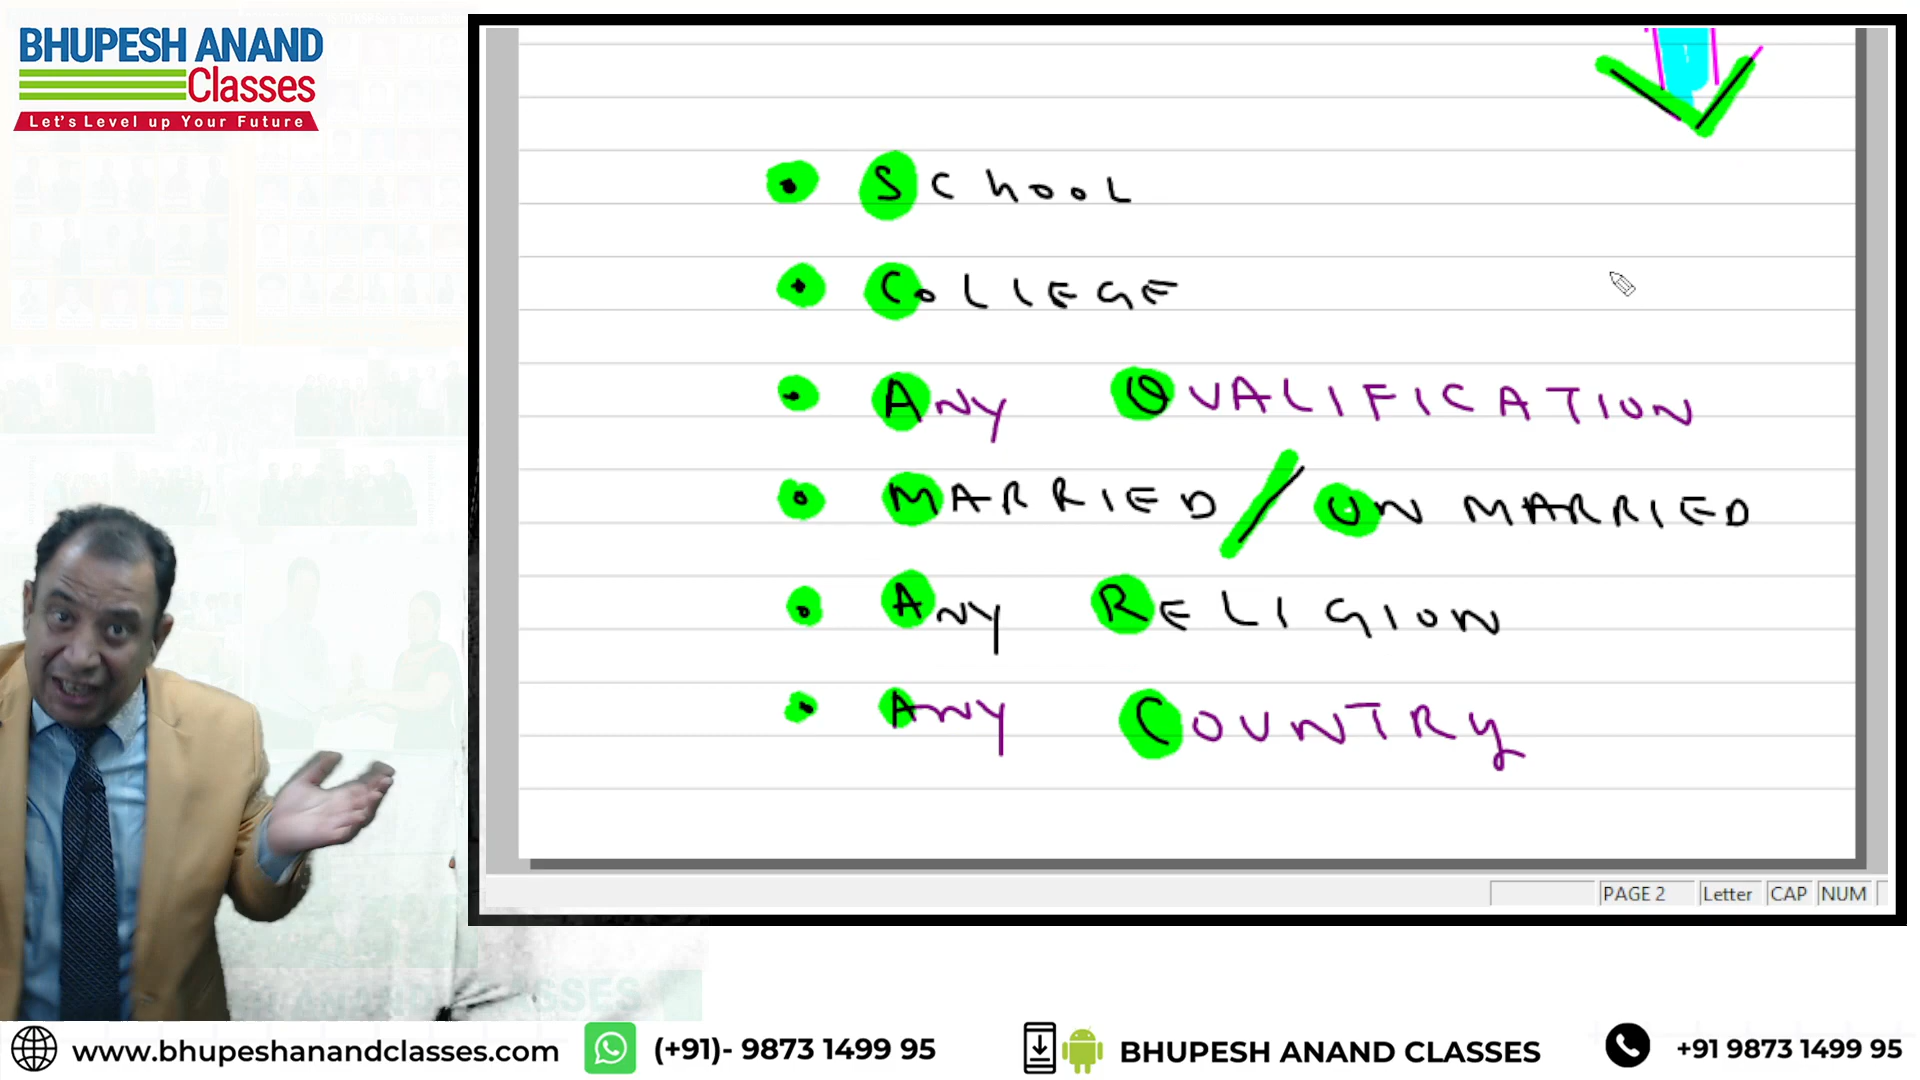 BHUPESH ANAND
Classes
Let's Level up Your Future
• SCHOOL
• COLLEGE
• ANY QUALIFICATION
• MARRIED / UN MARRIED
• ANY RELIGION
• ANY COUNTRY
PAGE 2 Letter CAP NUM
www.bhupeshanandclasses.com (+91)- 9873 1499 95 BHUPESH ANAND CLASSES +91 9873 1499 95